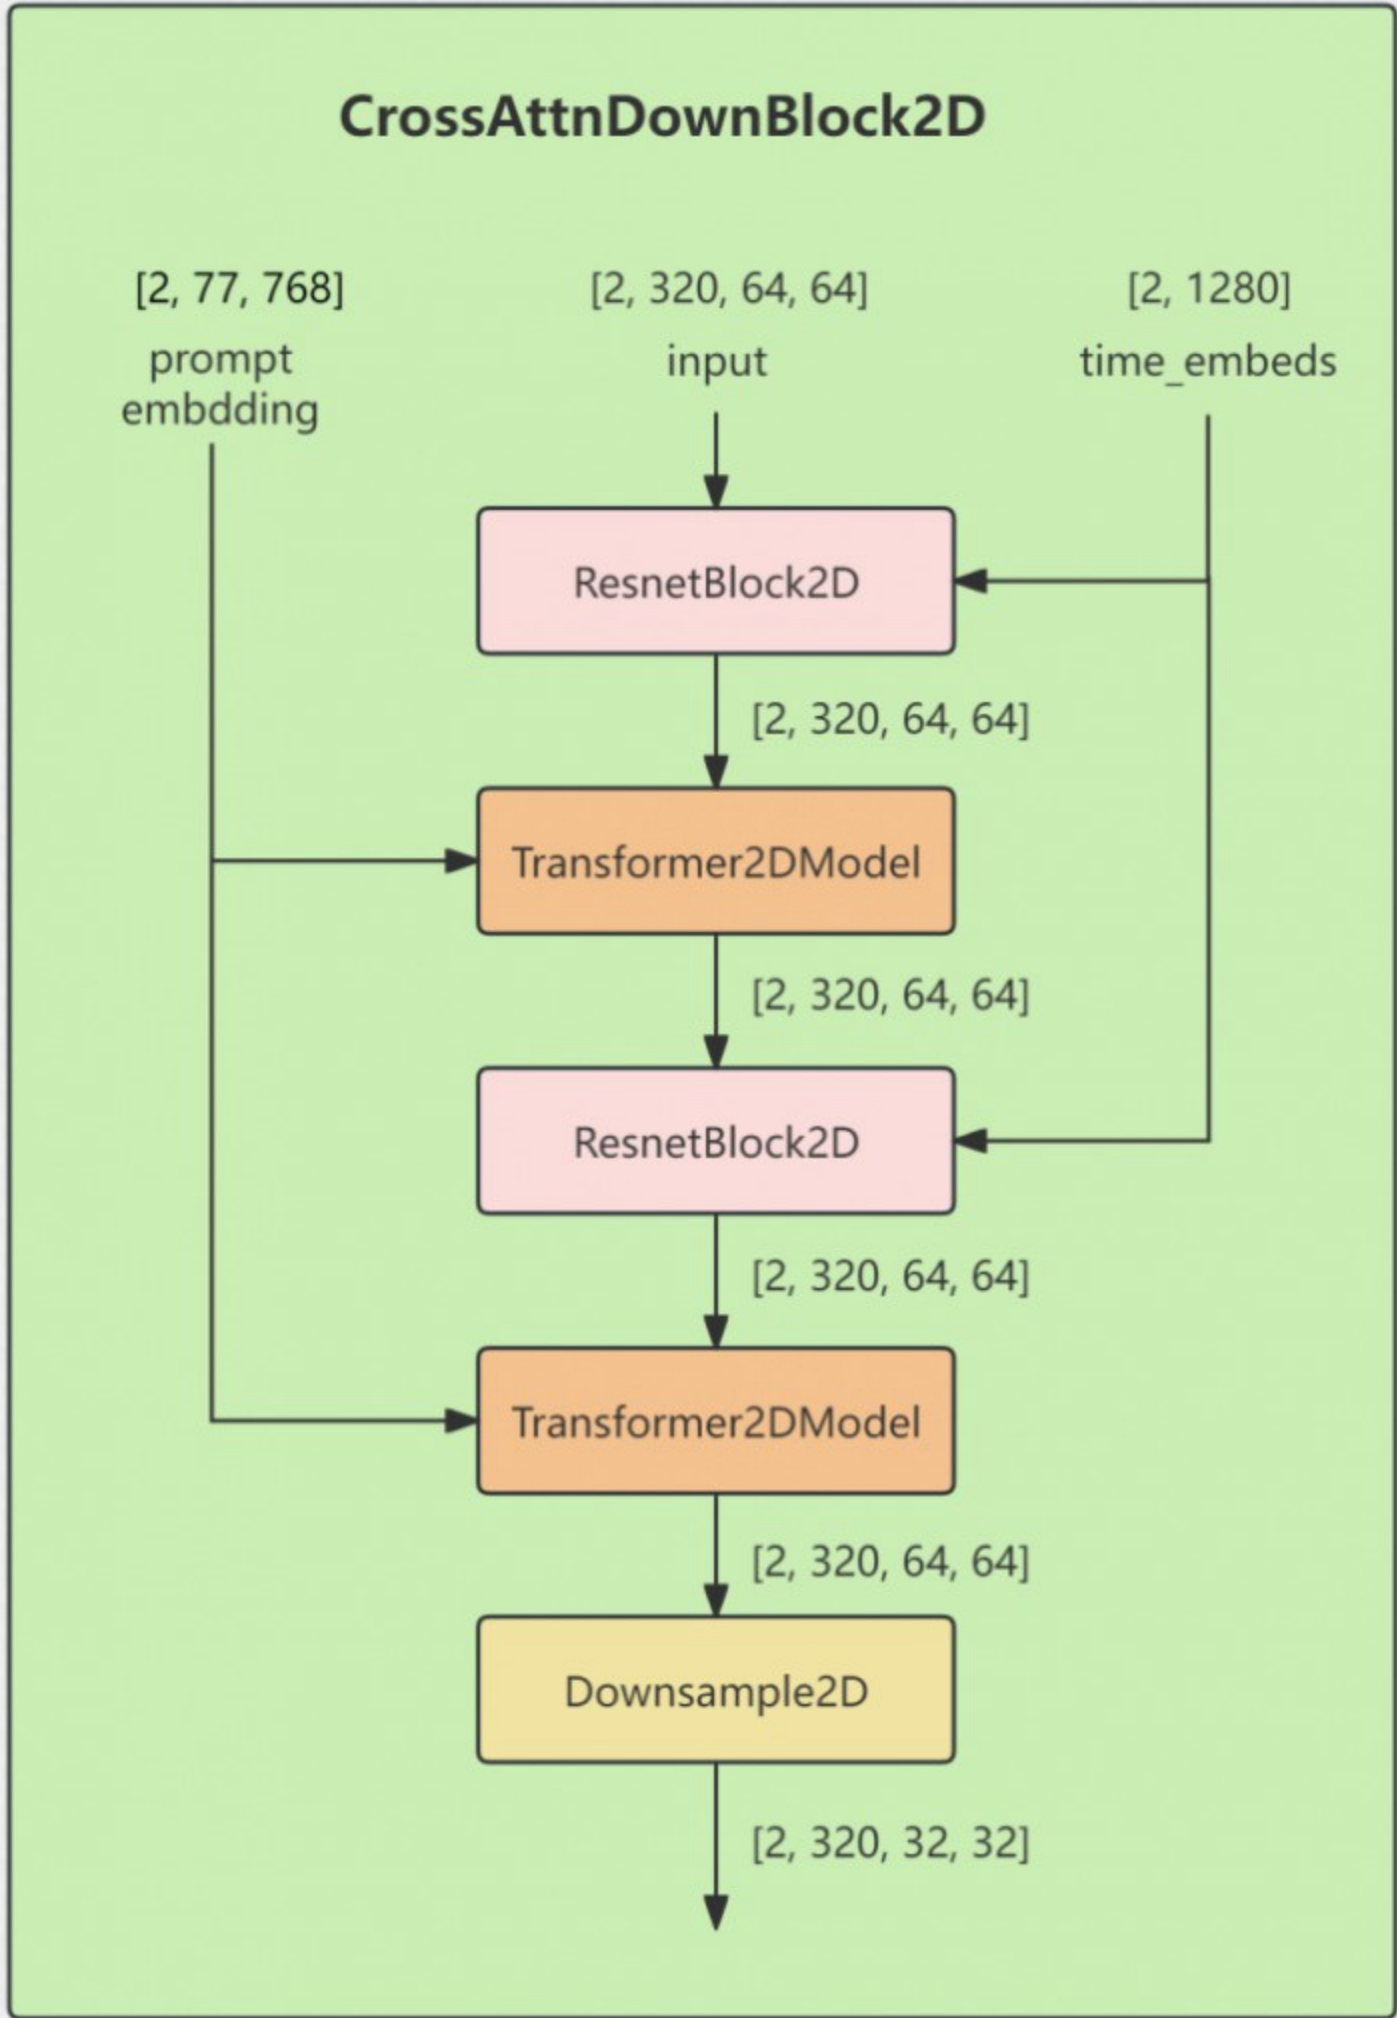 CrossAttnDownBlock2D
[2, 77, 768]
prompt
embdding
[2, 320, 64, 64]
input
[2, 1280]
time_embeds
ResnetBlock2D
[2, 320, 64, 64]
Transformer2DModel
[2, 320, 64, 64]
ResnetBlock2D
[2, 320, 64, 64]
Transformer2DModel
[2, 320, 64, 64]
Downsample2D
[2, 320, 32, 32]